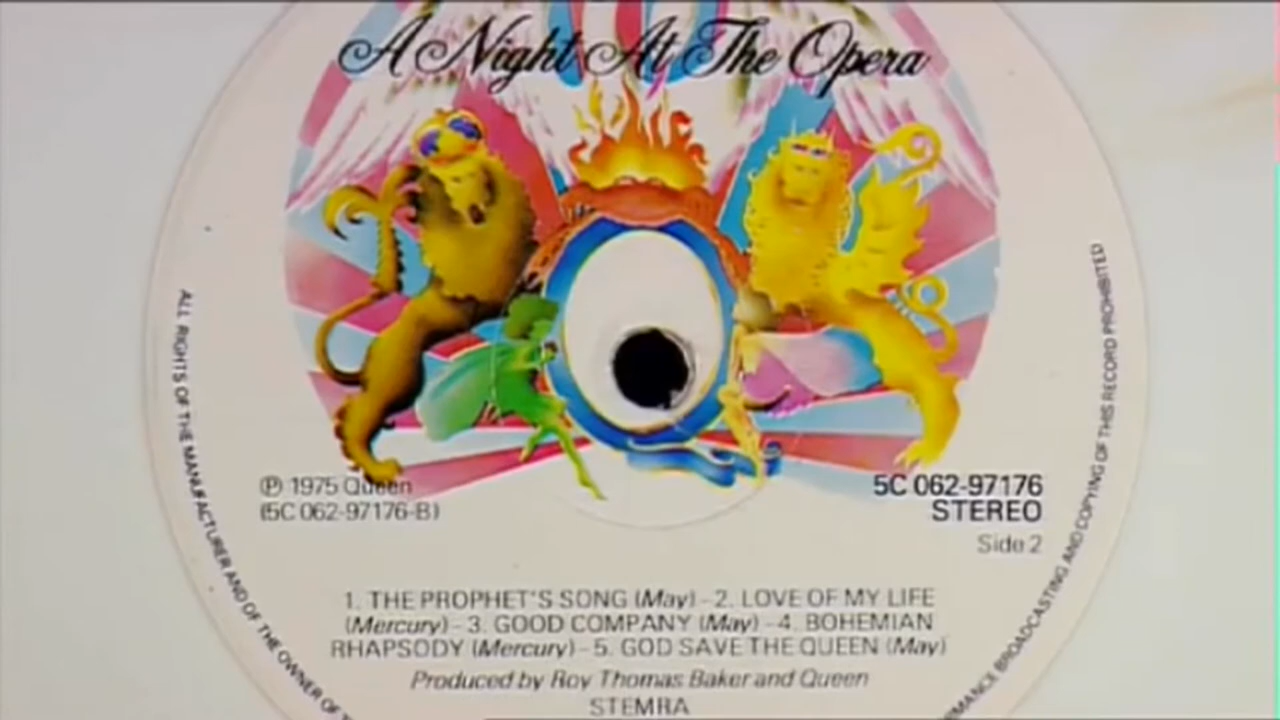 A Night At The Opera
℗ 1975 Queen
(5C 062-97176-B)
5C 062-97176
STEREO
Side 2
1. THE PROPHET'S SONG (May) - 2. LOVE OF MY LIFE
(Mercury) - 3. GOOD COMPANY (May) - 4. BOHEMIAN
RHAPSODY (Mercury) - 5. GOD SAVE THE QUEEN (May)
Produced by Roy Thomas Baker and Queen
STEMRA
ALL RIGHTS OF THE MANUFACTURER AND OF THE OWNER OF
BROADCASTING AND COPYING OF THIS RECORD PROHIBITED